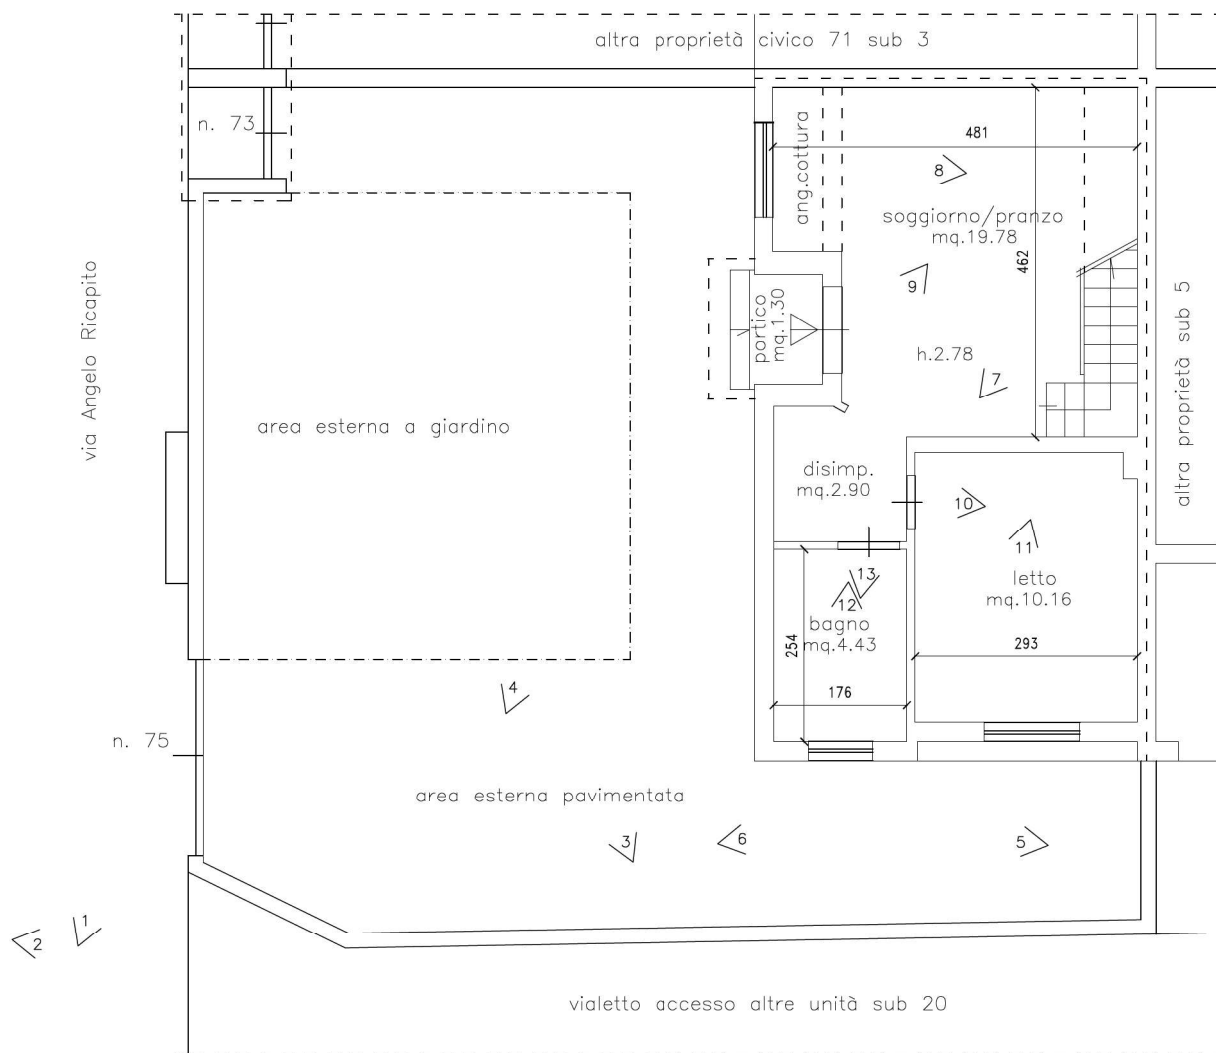 altra proprietà civico 71 sub 3
n. 73
ang.cottura
481
8
soggiorno/pranzo
mq.19.78
462
9
via Angelo Ricapito
portico
mq.1.30
altra proprietà sub 5
h.2.78
7
area esterna a giardino
disimp.
mq.2.90
10
11
letto
mq.10.16
13
12
bagno
mq.4.43
254
293
176
4
n. 75
area esterna pavimentata
3
6
5
1
2
vialetto accesso altre unità sub 20